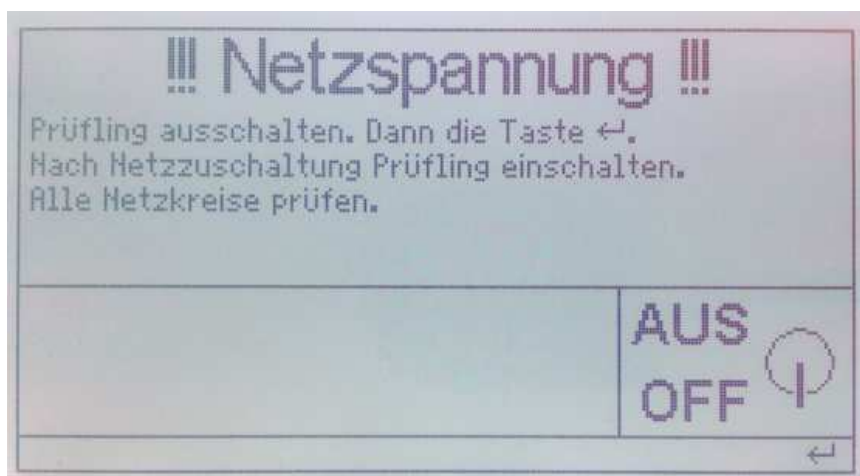 !!! Netzspannung !!!
Prüfling ausschalten. Dann die Taste ↵.
Nach Netzzuschaltung Prüfling einschalten.
Alle Netzkreise prüfen.
AUS
OFF
↵